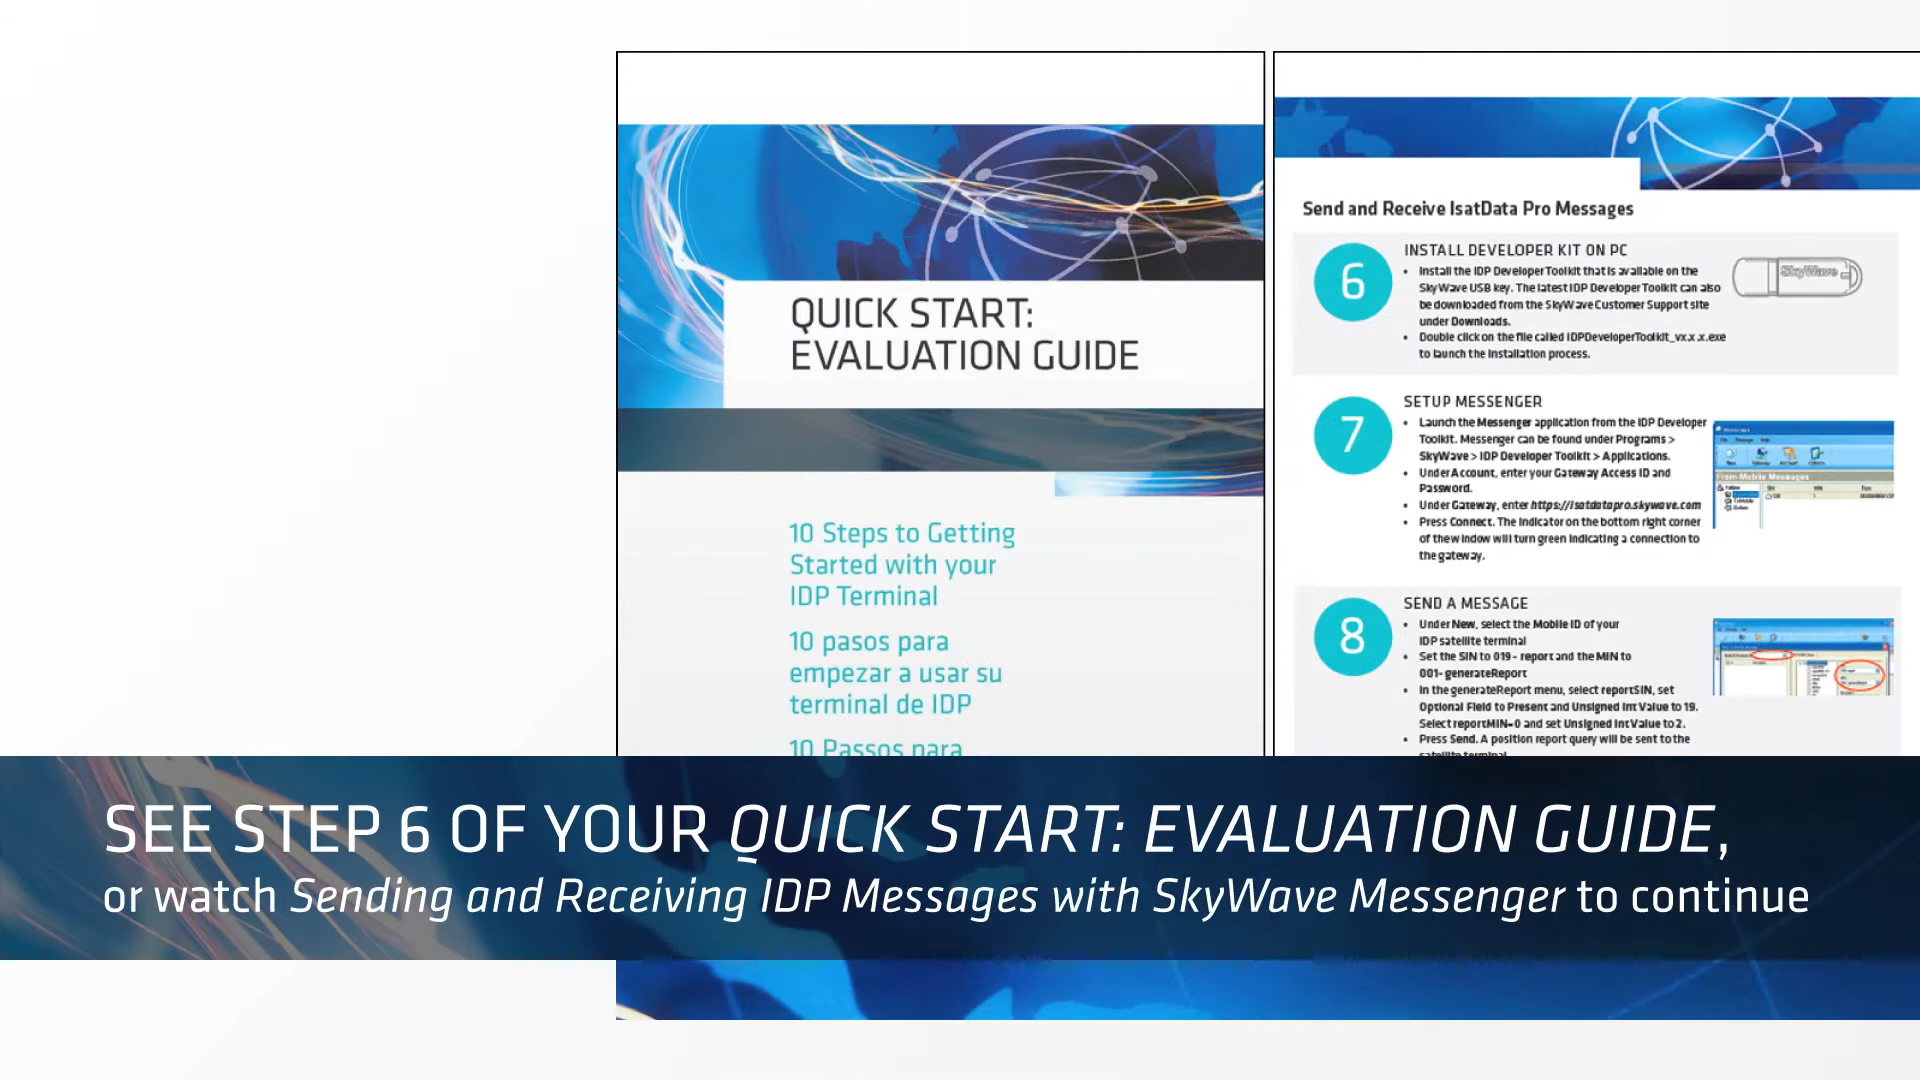 QUICK START:
EVALUATION GUIDE
10 Steps to Getting
Started with your
IDP Terminal
10 pasos para
empezar a usar su
terminal de IDP
10 Passos para
Send and Receive IsatData Pro Messages
6
INSTALL DEVELOPER KIT ON PC
• Install the IDP Developer Toolkit that is available on the
SkyWave USB key. The latest IDP Developer Toolkit can also
be downloaded from the SkyWave Customer Support site
under Downloads.
• Double click on the file called IDPDeveloperToolkit_vx.x.x.exe
to launch the installation process.
SkyWave
7
SETUP MESSENGER
• Launch the Messenger application from the IDP Developer
Toolkit. Messenger can be found under Programs >
SkyWave > IDP Developer Toolkit > Applications.
• Under Account, enter your Gateway Access ID and
Password.
• Under Gateway, enter https://isatdatapro.skywave.com
• Press Connect. The indicator on the bottom right corner
of the window will turn green indicating a connection to
the gateway.
From-Mobile Messages
8
SEND A MESSAGE
• Under New, select the Mobile ID of your
IDP satellite terminal
• Set the SIN to 019 - report and the MIN to
001- generateReport
• In the generateReport menu, select reportSIN, set
Optional Field to Present and Unsigned Int Value to 19.
Select reportMIN= 0 and set Unsigned Int Value to 2.
• Press Send. A position report query will be sent to the
satellite terminal
SEE STEP 6 OF YOUR QUICK START: EVALUATION GUIDE,
or watch Sending and Receiving IDP Messages with SkyWave Messenger to continue